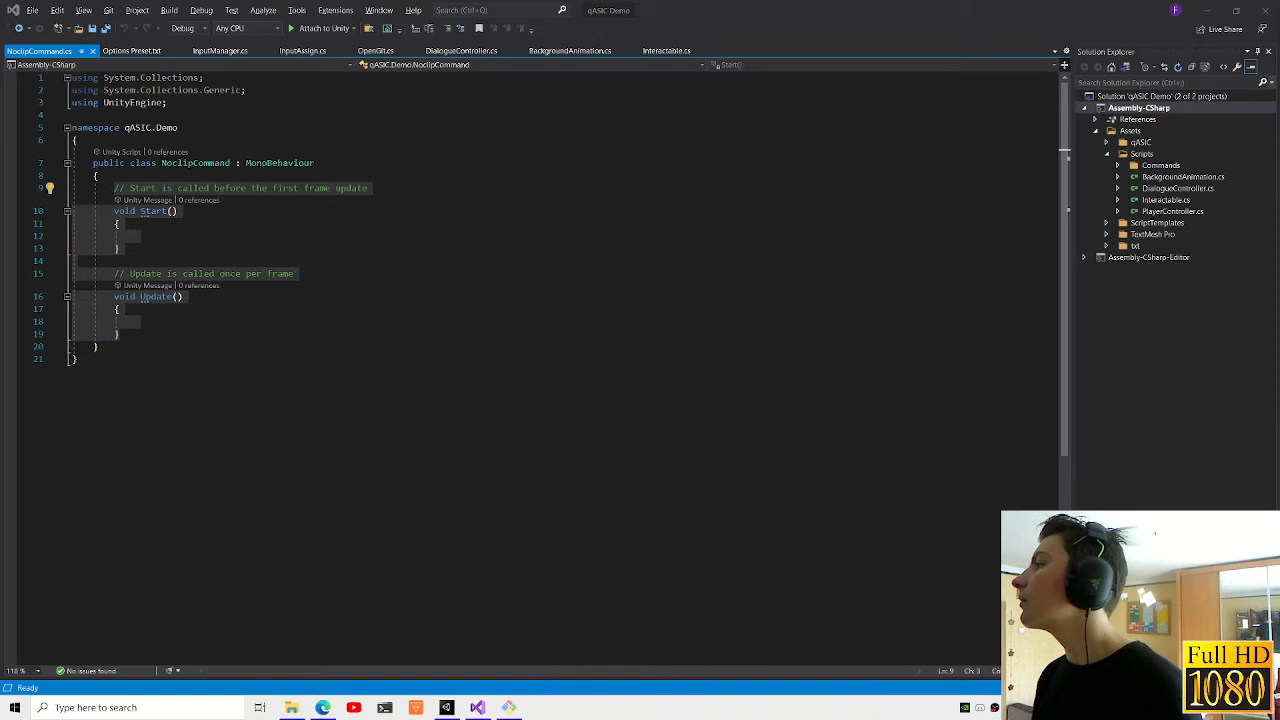 File Edit View Git Project Build Debug Test Analyze Tools Extensions Window Help Search (Ctrl+Q) qASIC Demo F
Debug Any CPU Attach to Unity Live Share
NoclipCommand.cs Options Preset.txt InputManager.cs InputAssign.cs OpenGit.cs DialogueController.cs BackgroundAnimation.cs Interactable.cs
Assembly-CSharp qASIC.Demo.NoclipCommand Start()
1 using System.Collections;
2 using System.Collections.Generic;
3 using UnityEngine;
4
5 namespace qASIC.Demo
6 {
Unity Script | 0 references
7 public class NoclipCommand : MonoBehaviour
8 {
9 // Start is called before the first frame update
Unity Message | 0 references
10 void Start()
11 {
12
13 }
14
15 // Update is called once per frame
Unity Message | 0 references
16 void Update()
17 {
18
19 }
20 }
21 }
Solution Explorer
Search Solution Explorer (Ctrl+;)
Solution 'qASIC Demo' (2 of 2 projects)
Assembly-CSharp
References
Assets
qASIC
Scripts
Commands
BackgroundAnimation.cs
DialogueController.cs
Interactable.cs
PlayerController.cs
ScriptTemplates
TextMesh Pro
txt
Assembly-CSharp-Editor
118 % No issues found Ln: 9 Ch: 3
Ready
Type here to search
Full HD
1080